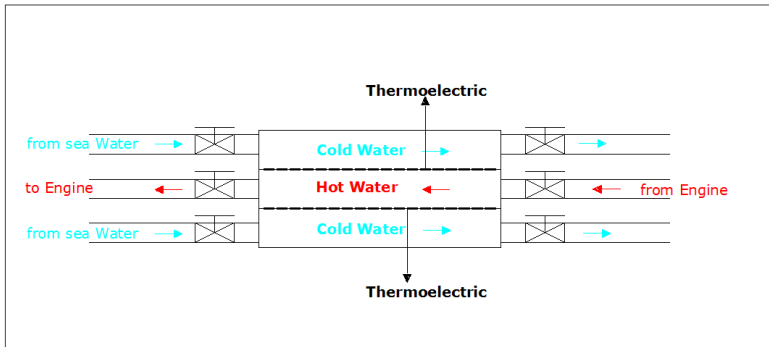 Thermoelectric
from sea Water
Cold Water
to Engine
Hot Water
from Engine
from sea Water
Cold Water
Thermoelectric